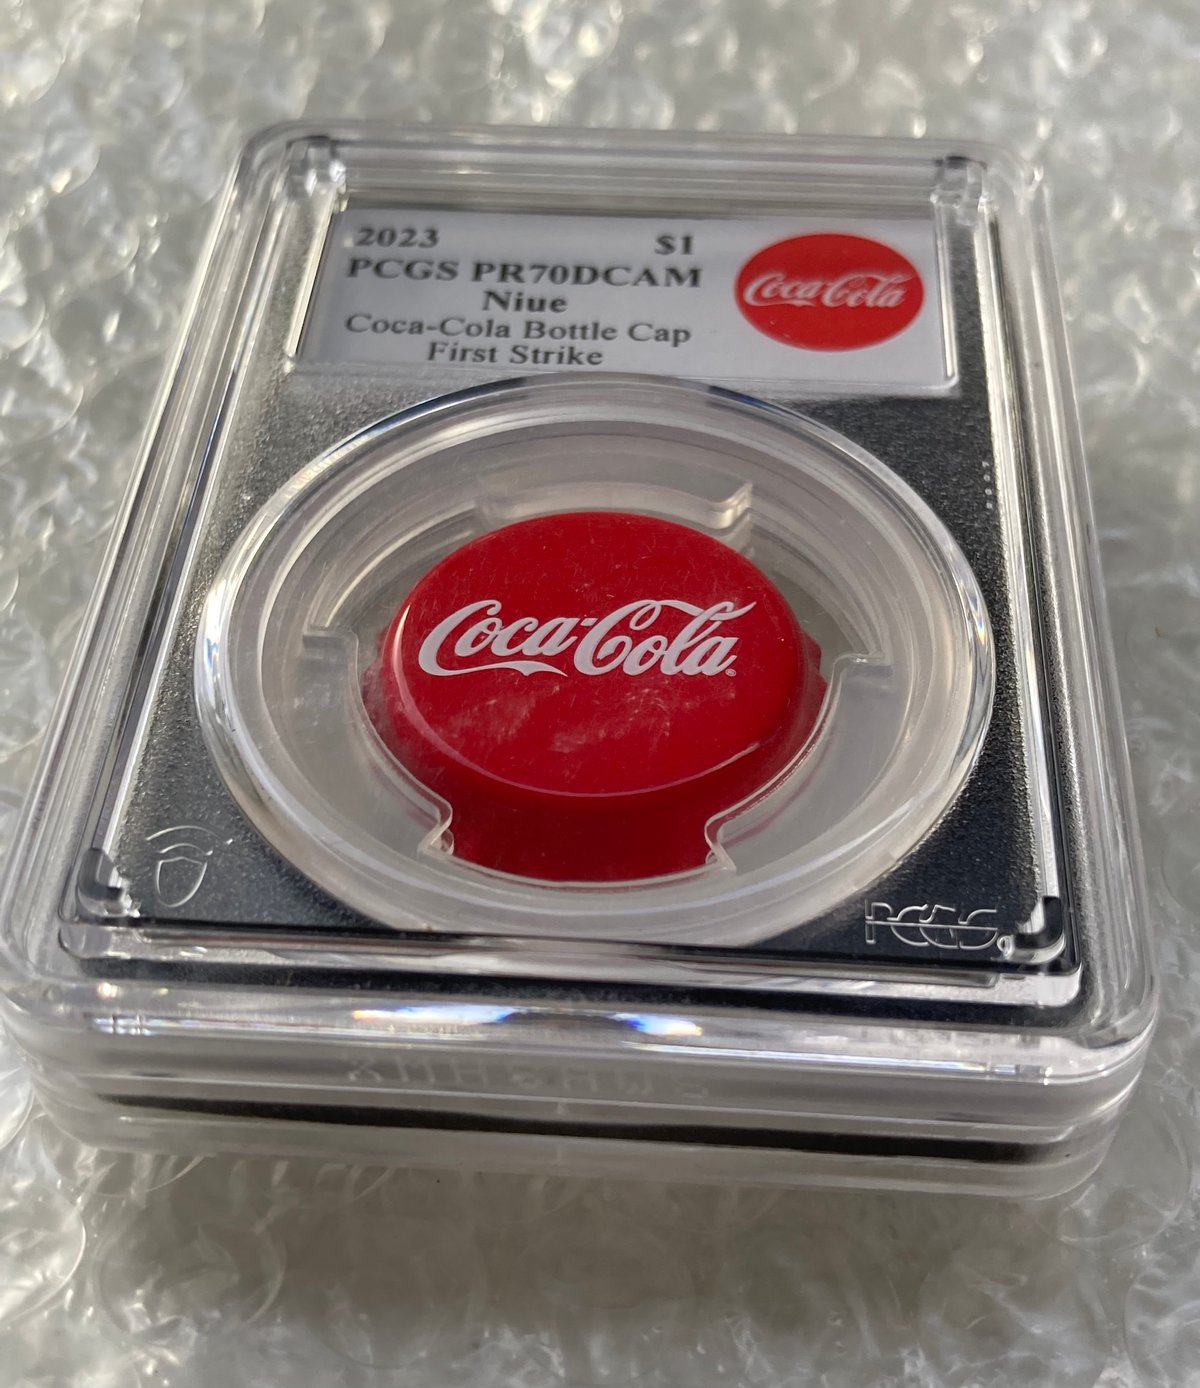 2023 $1
PCGS PR70DCAM
Niue
Coca-Cola Bottle Cap
First Strike
Coca-Cola
Coca-Cola®
PCGS